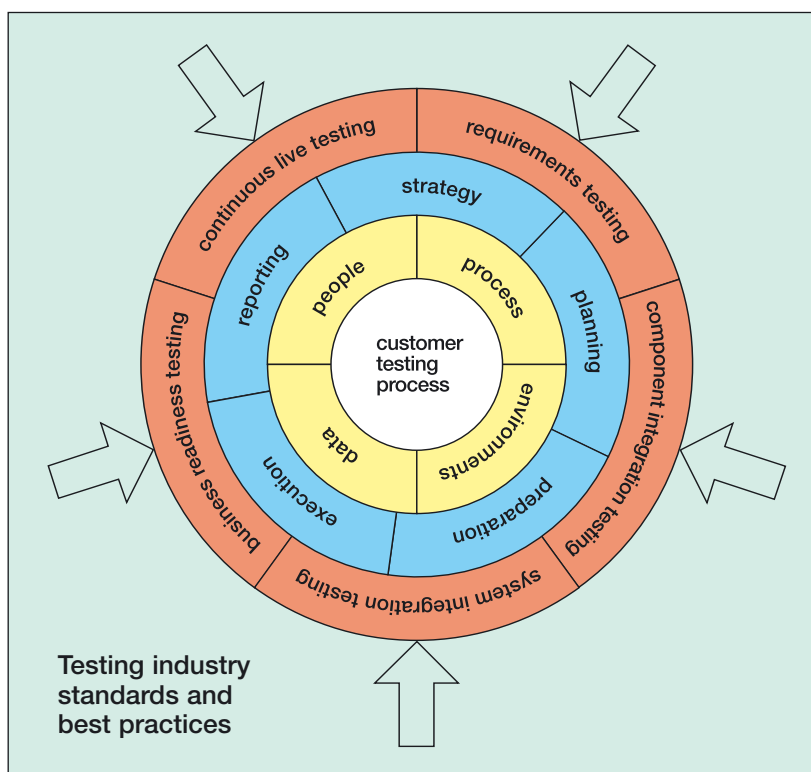 continuous live testing
requirements testing
component integration testing
system integration testing
business readiness testing
strategy
planning
preparation
execution
reporting
people
process
environments
data
customer
testing
process
Testing industry
standards and
best practices